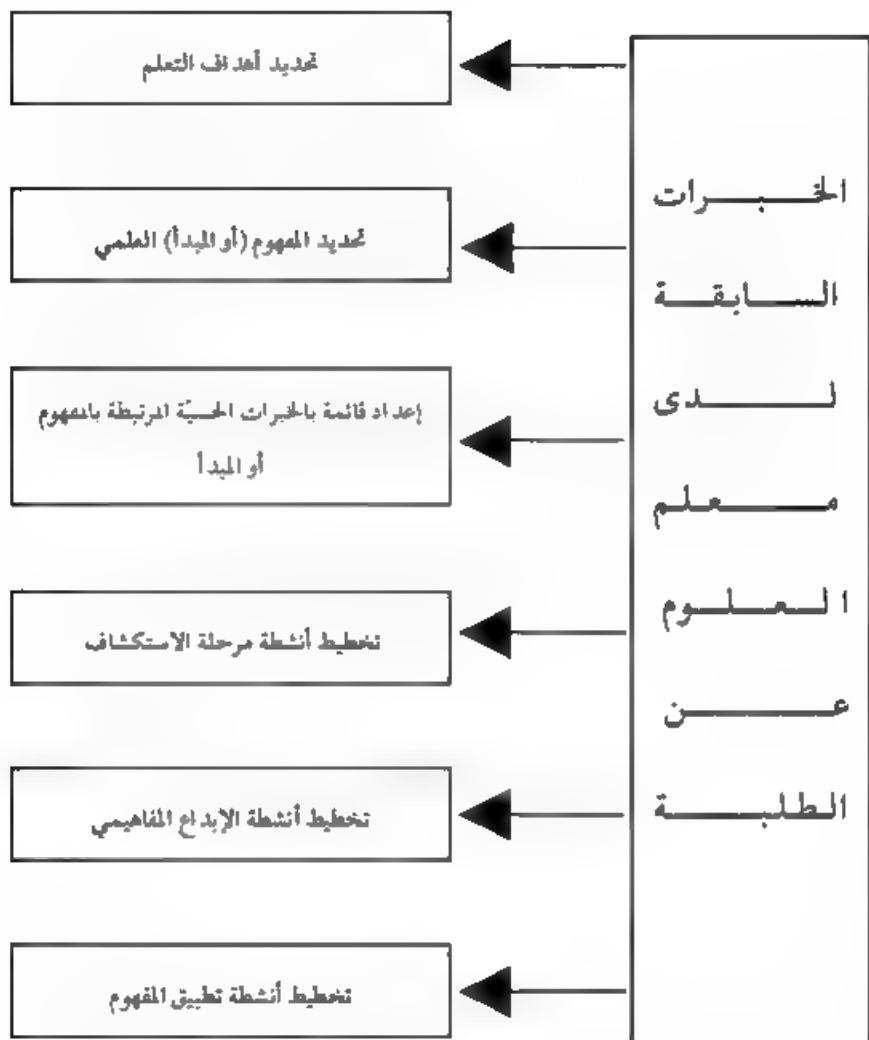 الخبرات
السابقة
لدى
معلم
العلوم
عن
الطلبة
تحديد أهداف التعلم
تحديد المفهوم (أو المبدأ) العلمي
إعداد قائمة بالخبرات الحسيّة المرتبطة بالمفهوم
أو المبدأ
تخطيط أنشطة مرحلة الاستكشاف
تخطيط أنشطة الإبداع المفاهيمي
تخطيط أنشطة تطبيق المفهوم